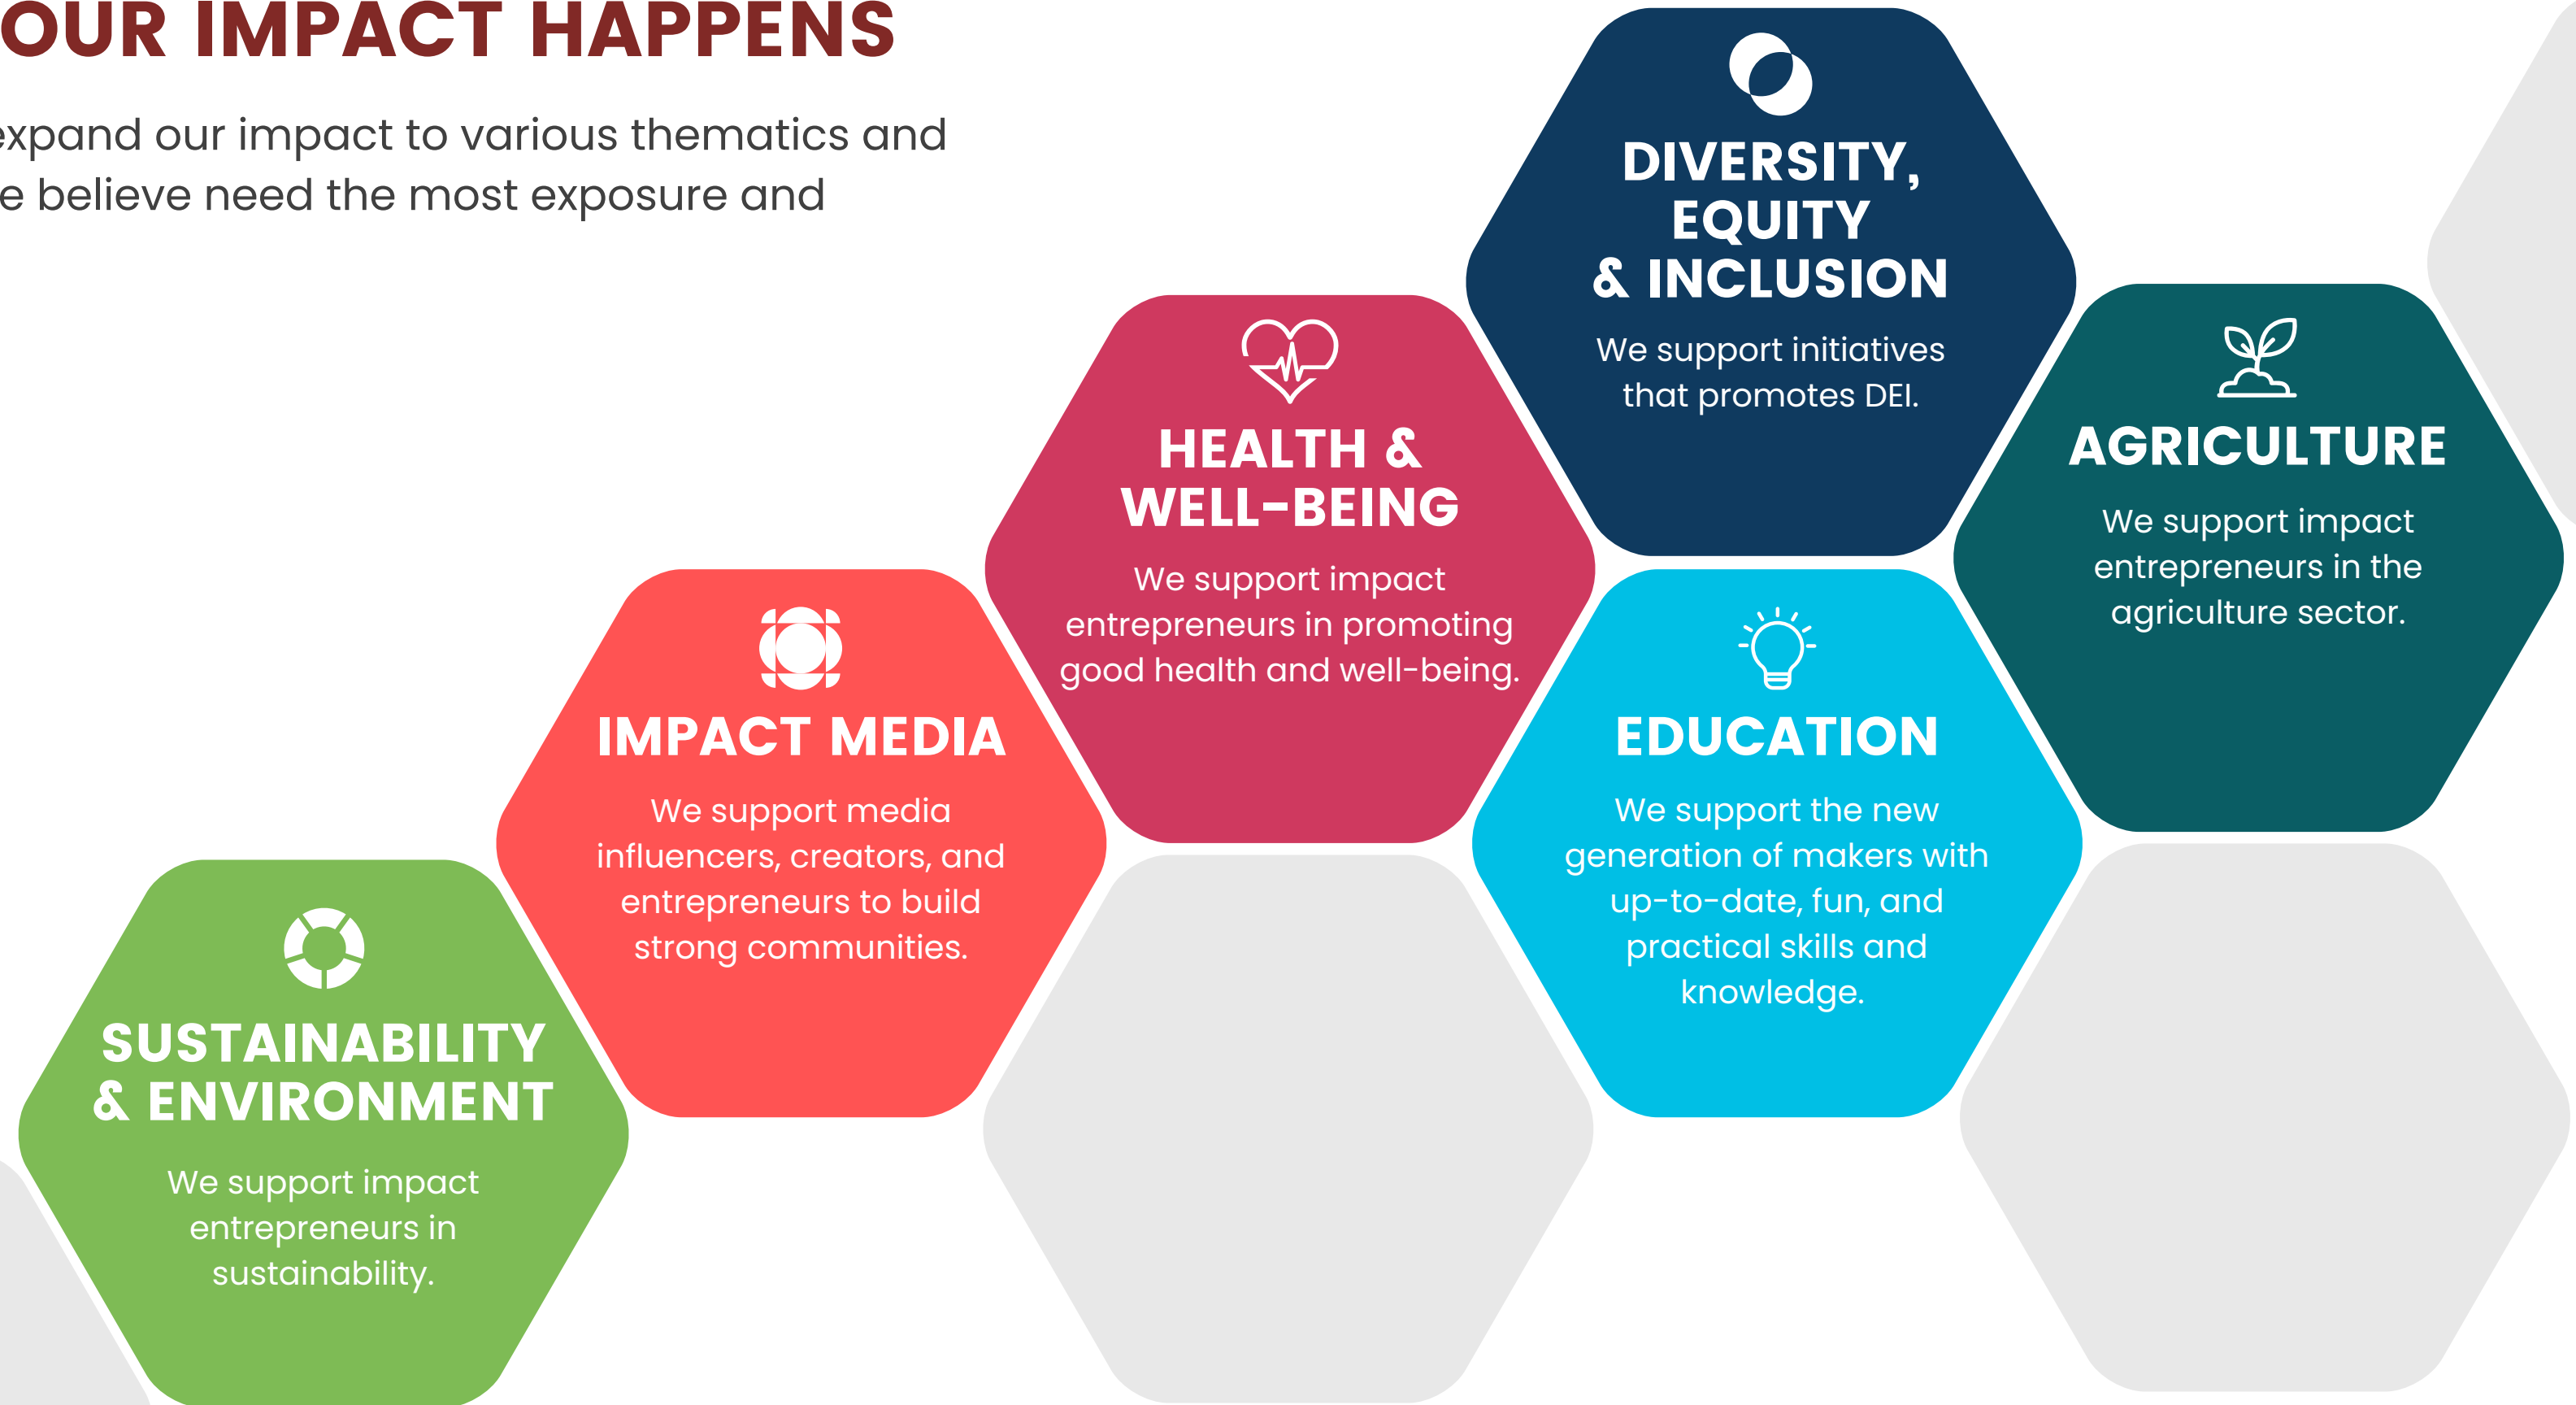 OUR IMPACT HAPPENS
expand our impact to various thematics and
e believe need the most exposure and
DIVERSITY,
EQUITY
& INCLUSION
We support initiatives
that promotes DEI.
HEALTH &
WELL-BEING
We support impact
entrepreneurs in promoting
good health and well-being.
AGRICULTURE
We support impact
entrepreneurs in the
agriculture sector.
IMPACT MEDIA
We support media
influencers, creators, and
entrepreneurs to build
strong communities.
EDUCATION
We support the new
generation of makers with
up-to-date, fun, and
practical skills and
knowledge.
SUSTAINABILITY
& ENVIRONMENT
We support impact
entrepreneurs in
sustainability.